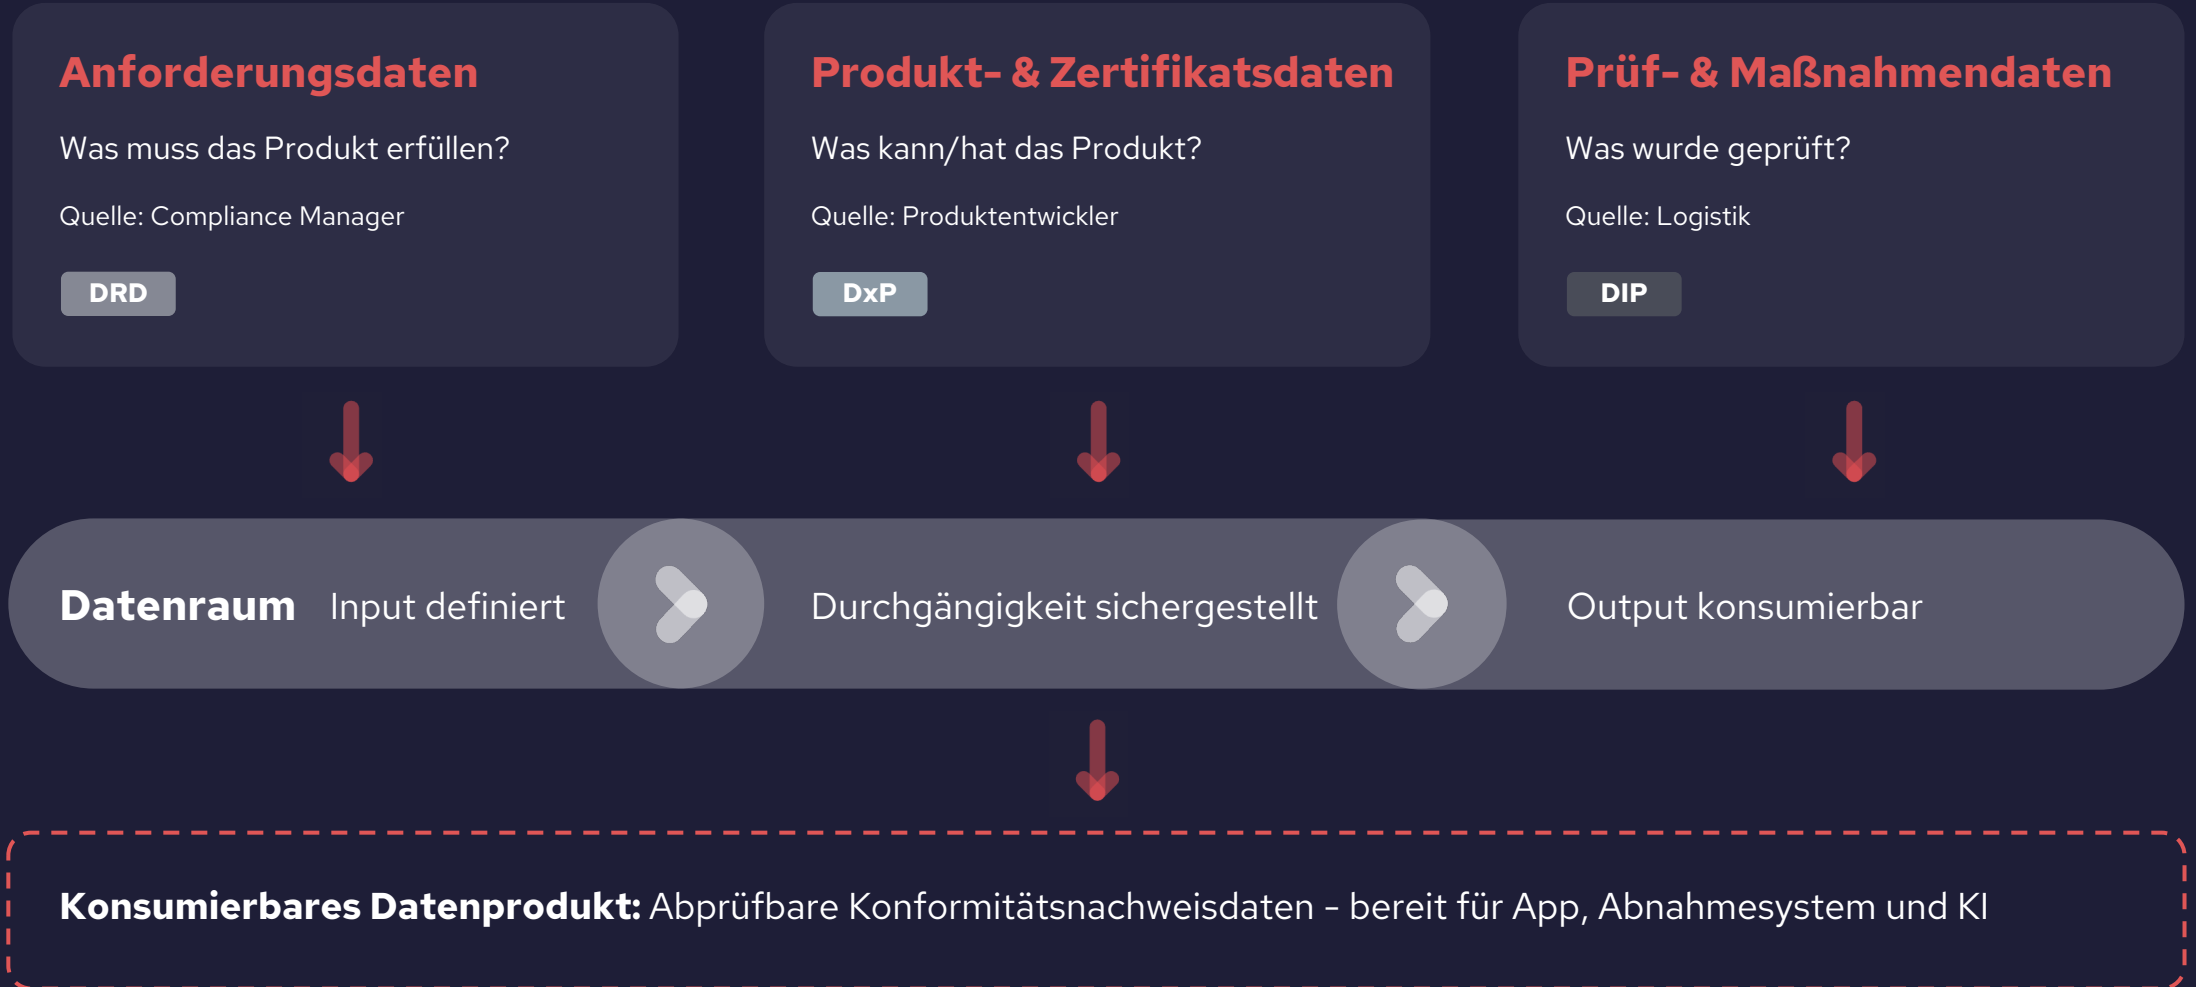 Anforderungsdaten
Was muss das Produkt erfüllen?
Quelle: Compliance Manager
DRD
Produkt- & Zertifikatsdaten
Was kann/hat das Produkt?
Quelle: Produktentwickler
DxP
Prüf- & Maßnahmendaten
Was wurde geprüft?
Quelle: Logistik
DIP
Datenraum Input definiert
Durchgängigkeit sichergestellt
Output konsumierbar
Konsumierbares Datenprodukt: Abprüfbare Konformitätsnachweisdaten - bereit für App, Abnahmesystem und KI